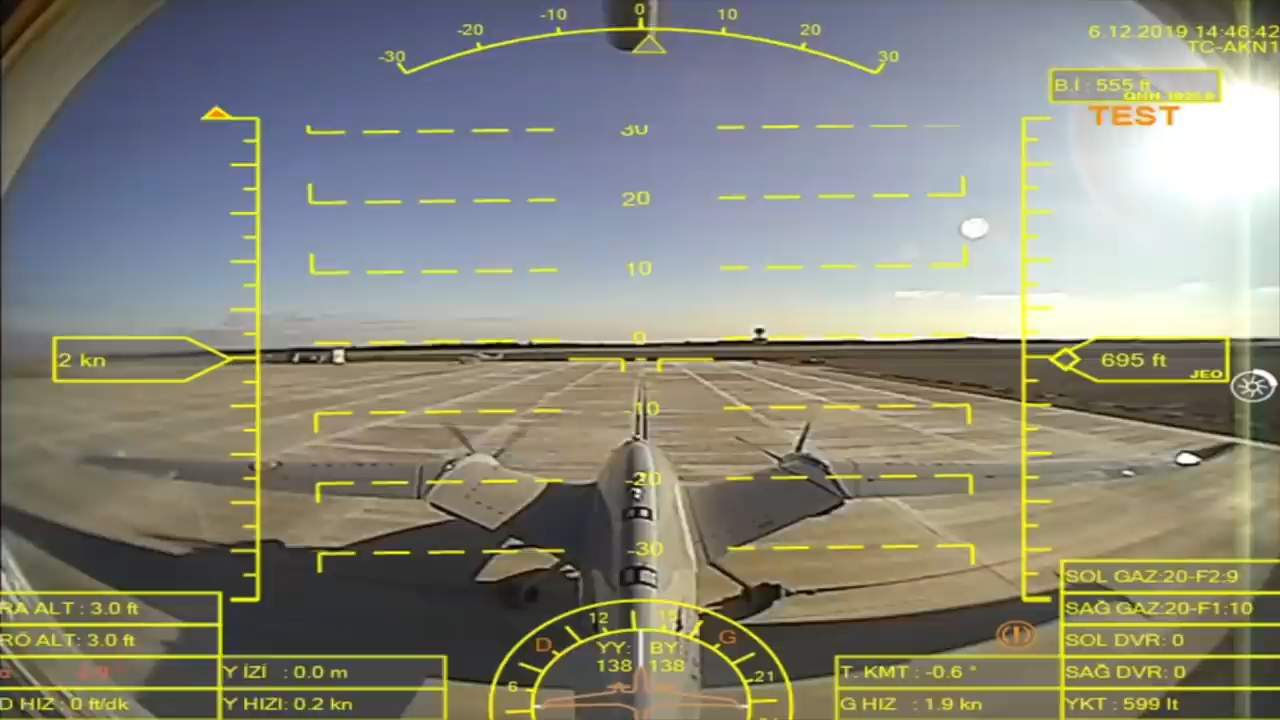 -30 -20 -10 0 10 20 30
6.12.2019 14:46:42
TC-AKN1
B.İ : 555 ft
TEST
30
20
10
0
2 kn
695 ft
JEO
-10
-20
-30
RA ALT : 3.0 ft
RÖ ALT: 3.0 ft
D HIZ : 0 ft/dk
Y İZİ : 0.0 m
Y HIZI: 0.2 kn
6 D 12 15 G 21
YY: BY:
138 138
T. KMT : -0.6 °
G HIZ : 1.9 kn
SOL GAZ:20-F2:9
SAĞ GAZ:20-F1:10
SOL DVR: 0
SAĞ DVR: 0
YKT : 599 lt